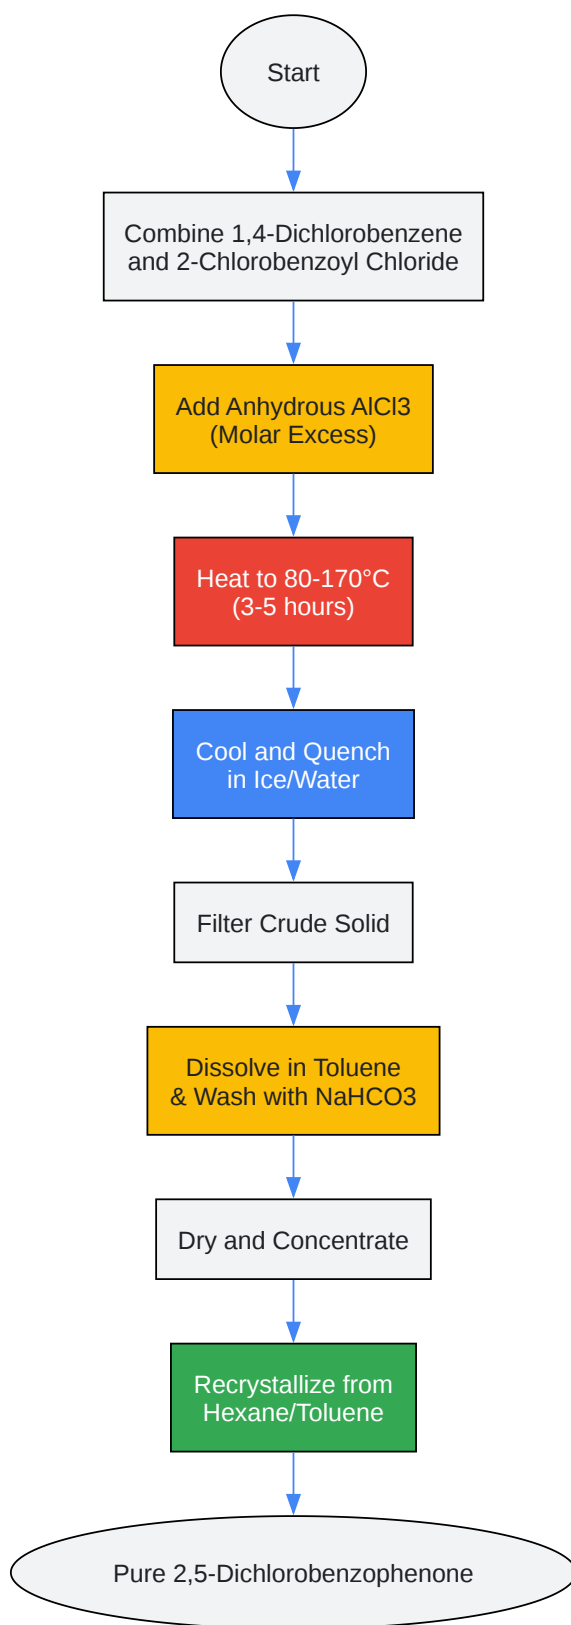 Start
Combine 1,4-Dichlorobenzene
and 2-Chlorobenzoyl Chloride
Add Anhydrous AlCl3
(Molar Excess)
Heat to 80-170°C
(3-5 hours)
Cool and Quench
in Ice/Water
Filter Crude Solid
Dissolve in Toluene
& Wash with NaHCO3
Dry and Concentrate
Recrystallize from
Hexane/Toluene
Pure 2,5-Dichlorobenzophenone